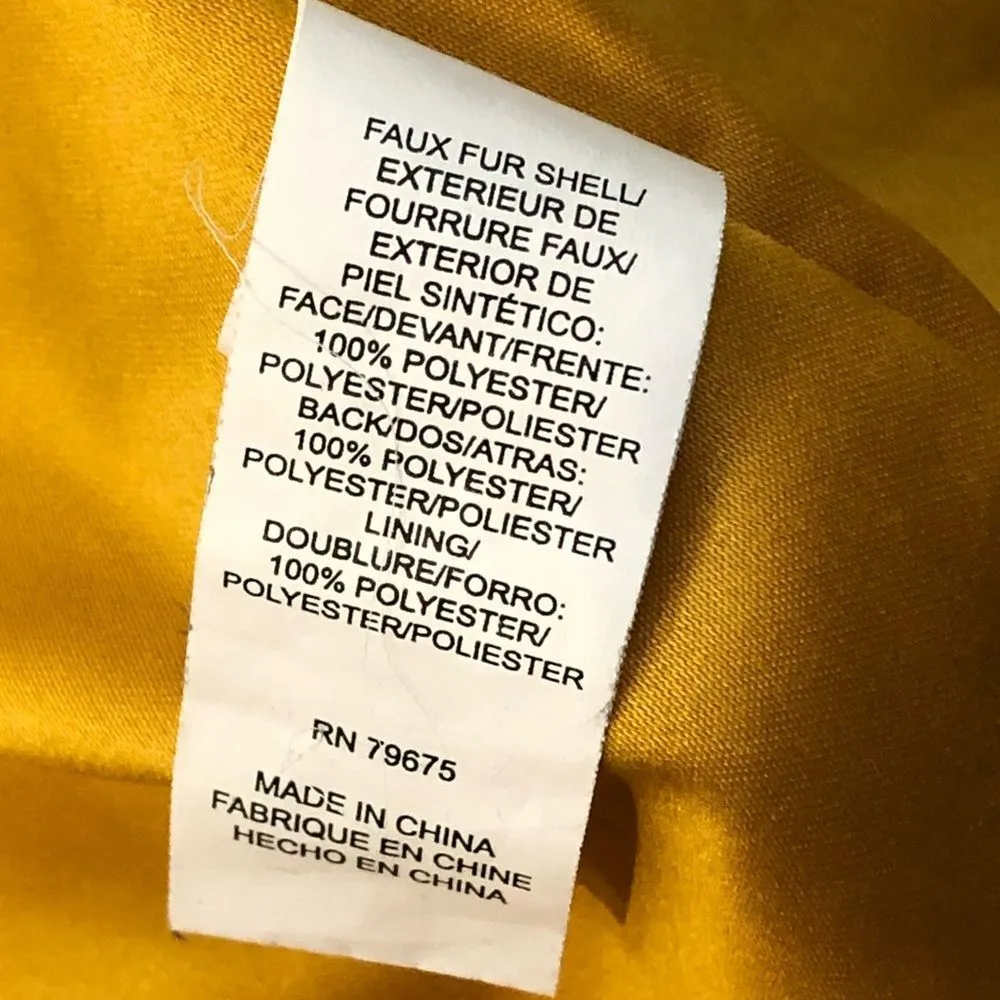 FAUX FUR SHELL/
EXTERIEUR DE
FOURRURE FAUX/
EXTERIOR DE
PIEL SINTÉTICO:
FACE/DEVANT/FRENTE:
100% POLYESTER/
POLYESTER/POLIESTER
BACK/DOS/ATRAS:
100% POLYESTER/
POLYESTER/POLIESTER
LINING/
DOUBLURE/FORRO:
100% POLYESTER/
POLYESTER/POLIESTER
RN 79675
MADE IN CHINA
FABRIQUE EN CHINE
HECHO EN CHINA